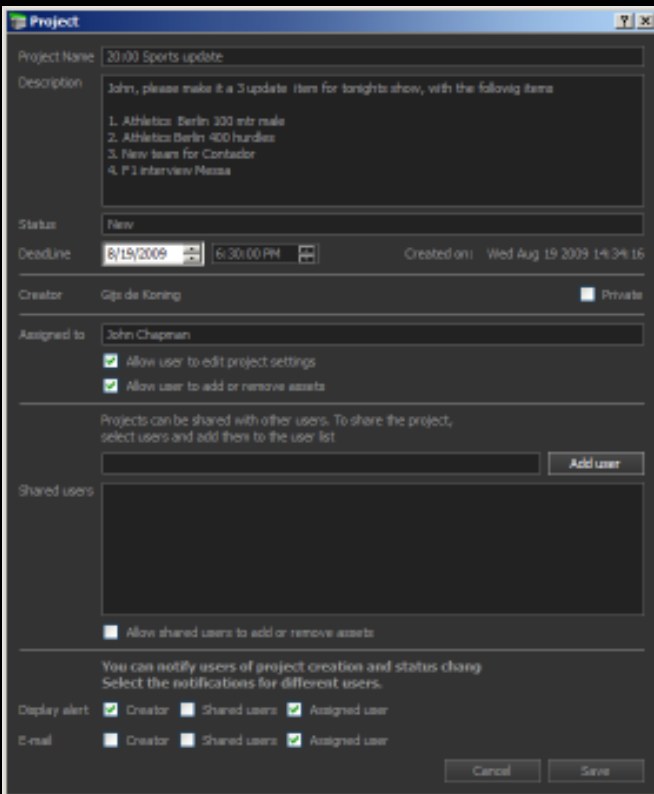 Project
Project Name 20:00 Sports update
Description
John, please make it a 3 update item for tonights show, with the followig items
1. Athletics Berlin 100 mtr male
2. Athletics Berlin 400 hurdles
3. New team for Contador
4. F1 interview Messa
Status New
DeadLine 8/19/2009 6:30:00 PM Created on: Wed Aug 19 2009 14:34:16
Creator Gijs de Koning Private
Assigned to John Chapman
Allow user to edit project settings
Allow user to add or remove assets
Projects can be shared with other users. To share the project,
select users and add them to the user list
Add user
Shared users
Allow shared users to add or remove assets
You can notify users of project creation and status chang
Select the notifications for different users.
Display alert Creator Shared users Assigned user
E-mail Creator Shared users Assigned user
Cancel Save